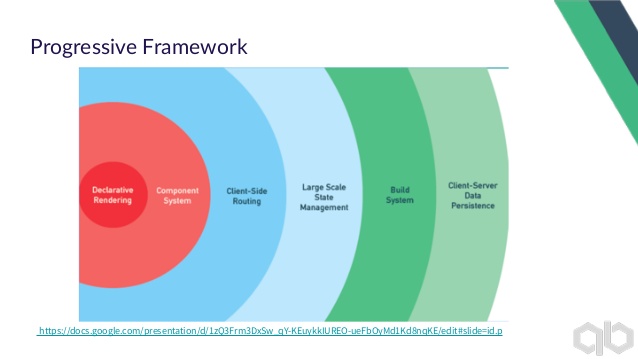 Progressive Framework
Declarative
Rendering
Component
System
Client-Side
Routing
Large Scale
State
Management
Build
System
Client-Server
Data
Persistence
https://docs.google.com/presentation/d/1zQ3Frm3DxSw_qY-KEuykkIUREO-ueFbOyMd1Kd8nqKE/edit#slide=id.p